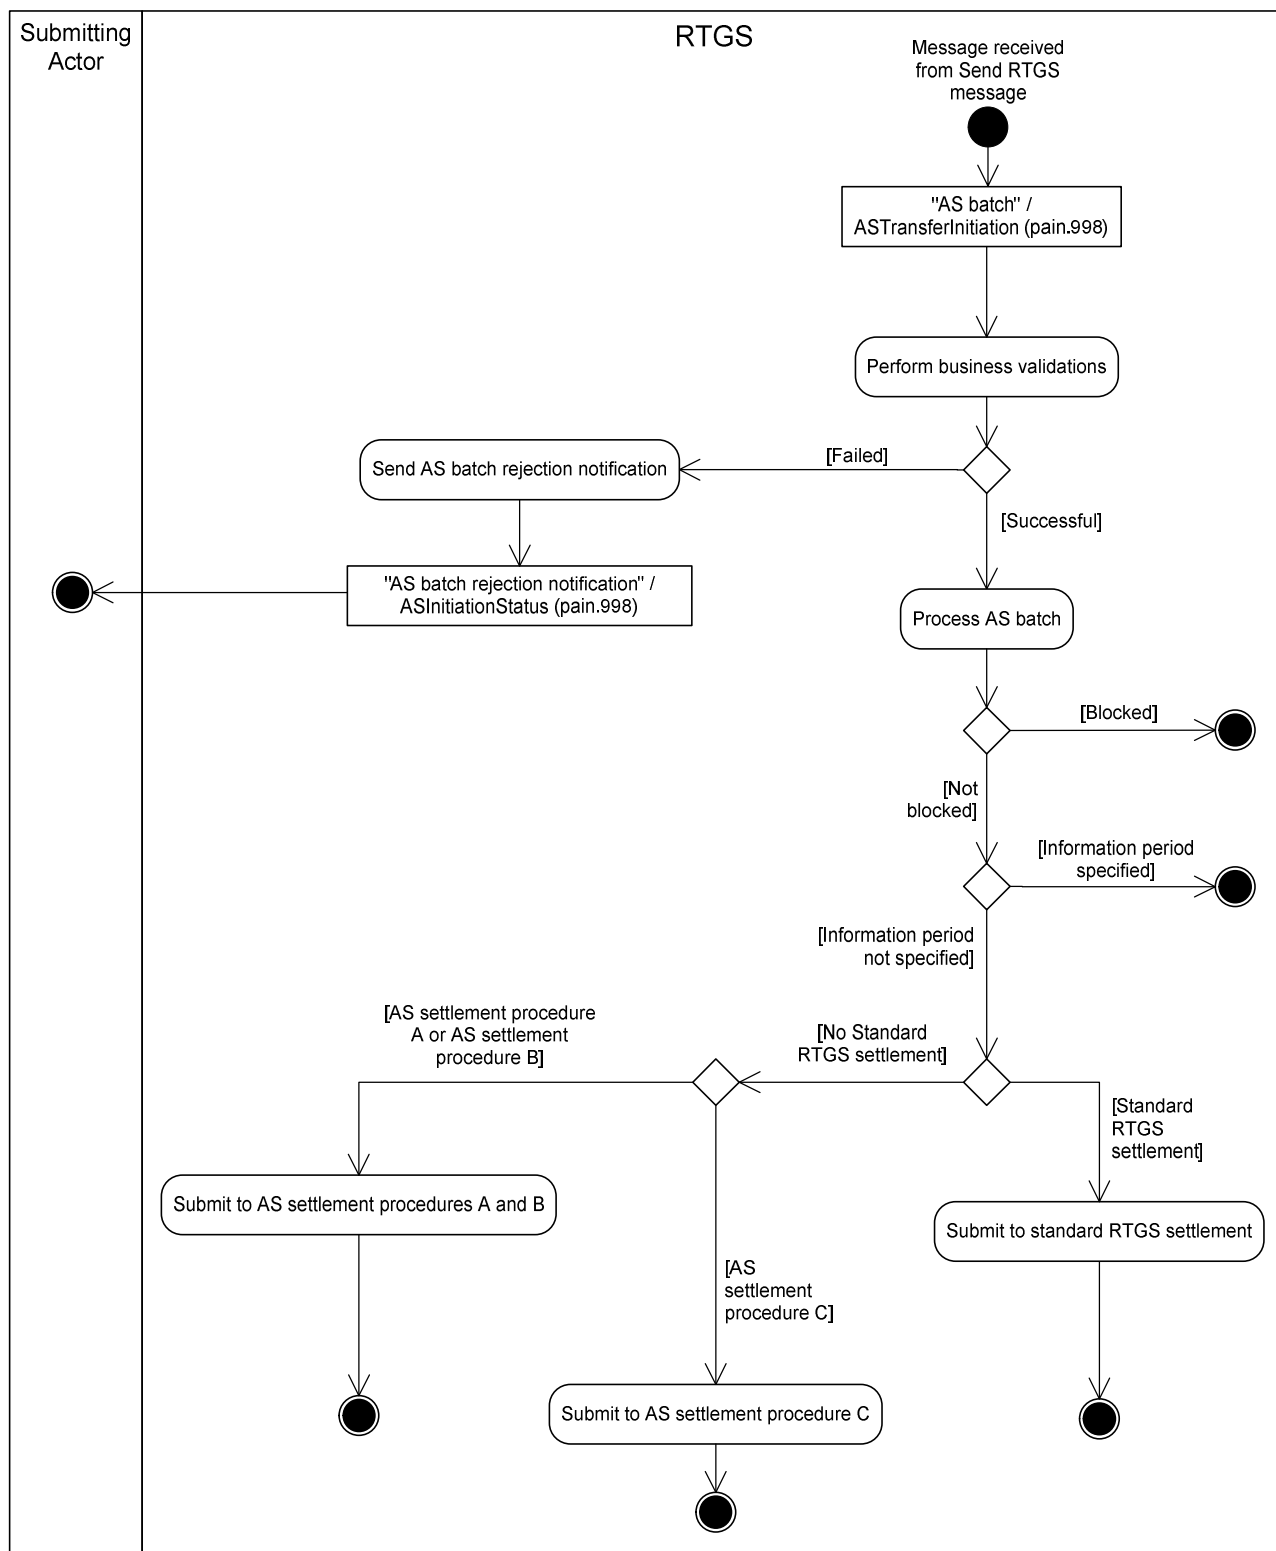 Submitting
Actor
RTGS
Message received
from Send RTGS
message
"AS batch" /
ASTransferInitiation (pain.998)
Perform business validations
[Failed]
Send AS batch rejection notification
[Successful]
"AS batch rejection notification" /
ASInitiationStatus (pain.998)
Process AS batch
[Blocked]
[Not
blocked]
[Information period
specified]
[Information period
not specified]
[AS settlement procedure
A or AS settlement
procedure B]
[No Standard
RTGS settlement]
[Standard
RTGS
settlement]
Submit to AS settlement procedures A and B
Submit to standard RTGS settlement
[AS
settlement
procedure C]
Submit to AS settlement procedure C